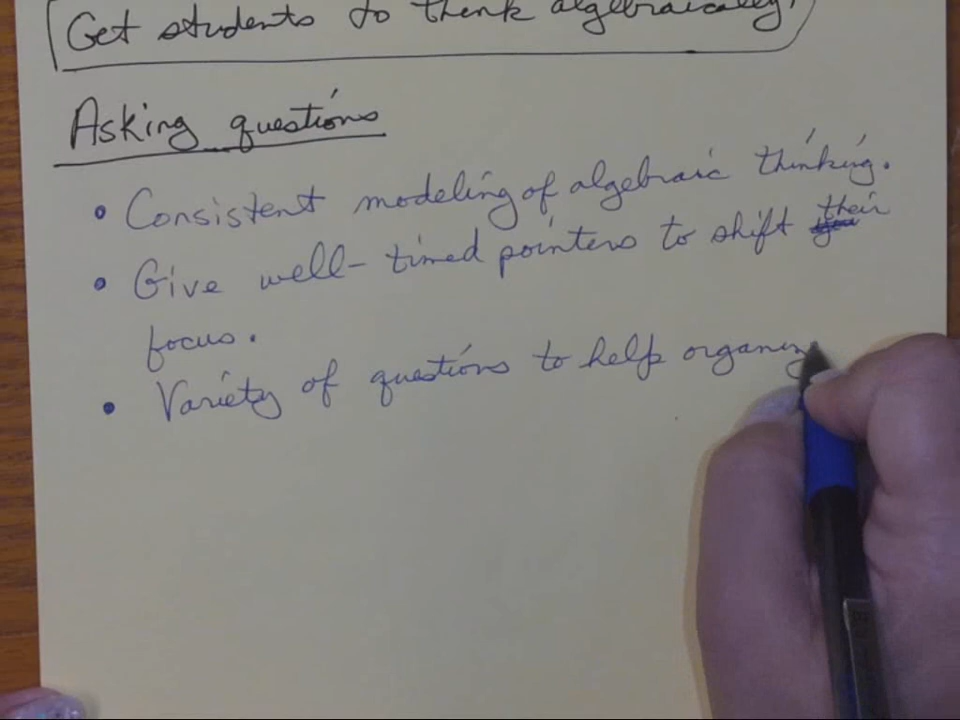 Get students to think algebraically!
Asking questions
• Consistent modeling of algebraic thinking.
• Give well-timed pointers to shift their
focus.
• Variety of questions to help organiz